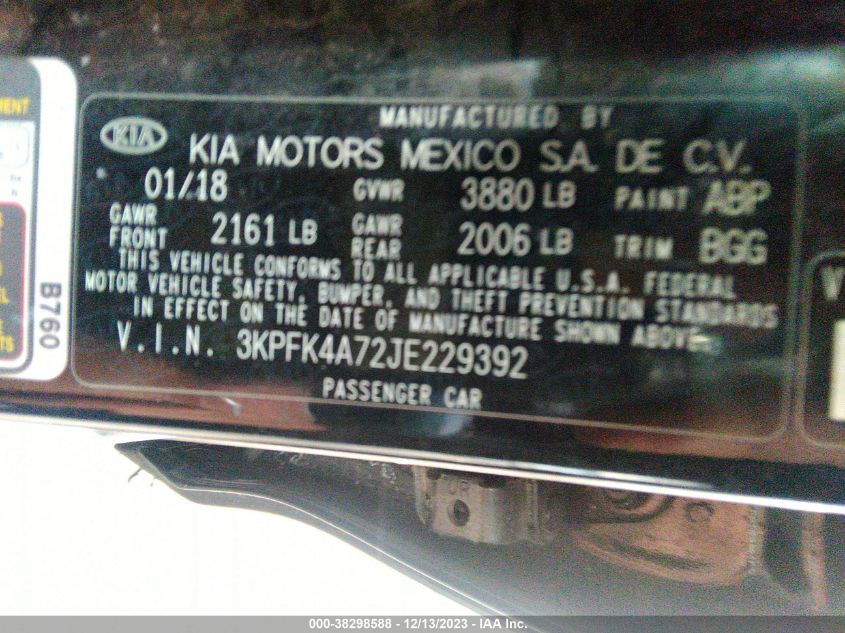 MENT
MANUFACTURED BY
KIA KIA MOTORS MEXICO S.A. DE C.V.
01/18 GVWR 3880 LB PAINT ABP
GAWR FRONT 2161 LB GAWR REAR 2006 LB TRIM BGG
THIS VEHICLE CONFORMS TO ALL APPLICABLE U.S.A. FEDERAL
MOTOR VEHICLE SAFETY, BUMPER, AND THEFT PREVENTION STANDARDS
IN EFFECT ON THE DATE OF MANUFACTURE SHOWN ABOVE.
V.I.N. 3KPFK4A72JE229392
PASSENGER CAR
B760
000-38298588 - 12/13/2023 - IAA Inc.